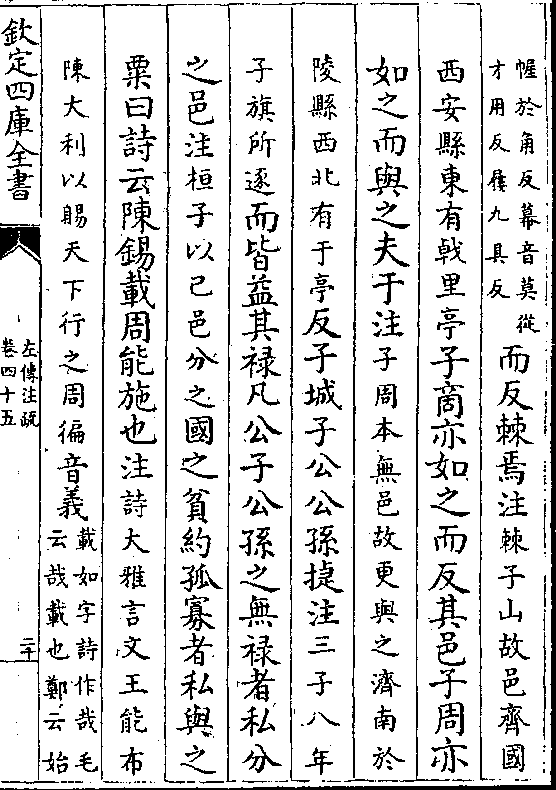 幄於角反幕音莫從
才用反屨九具反
而反棘焉注棘子山故邑齊國
西安縣東有戟里亭子商亦如之而反其邑子周亦
如之而與之夫于注子周本無邑故更與之濟南於
陵縣西北有于亭反子城子公公孫捷注三子八年
子旗所逐而皆益其祿凡公子公孫之無祿者私分
之邑注桓子以己邑分之國之貧約孤寡者私與之
粟曰詩云陳錫載周能施也注詩大雅言文王能布
陳大利以賜天下行之周徧音義
載如字詩作哉毛
云哉載也鄭云始
欽定四庫全書
左傳注疏
卷四十五
二十